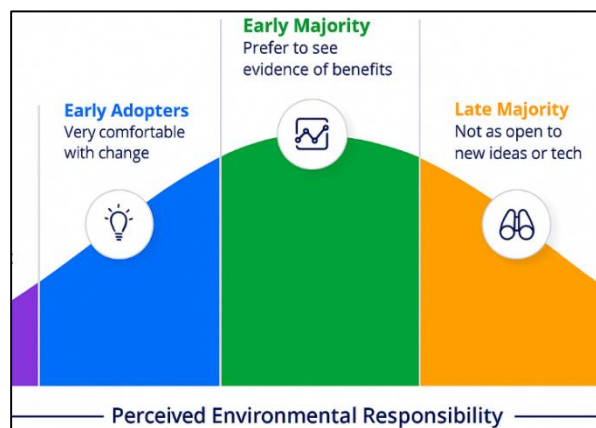 Early Majority
Prefer to see
evidence of benefits
Early Adopters
Very comfortable
with change
Late Majority
Not as open to
new ideas or tech
Perceived Environmental Responsibility